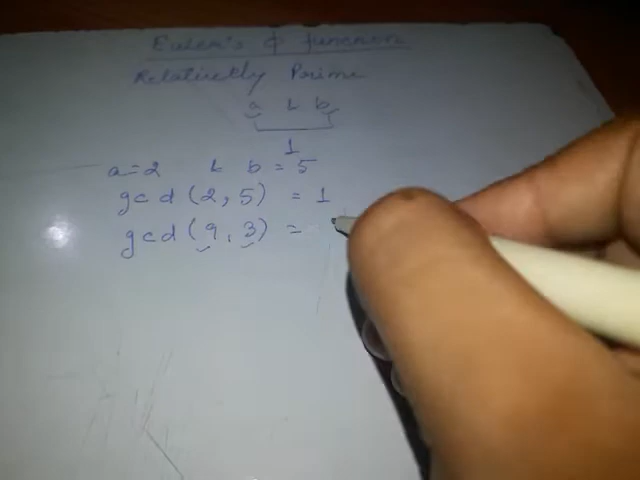 Euler's φ function
Relatively Prime
a & b
1
a = 2 & b = 5
gcd (2, 5) = 1
gcd (9, 3) =